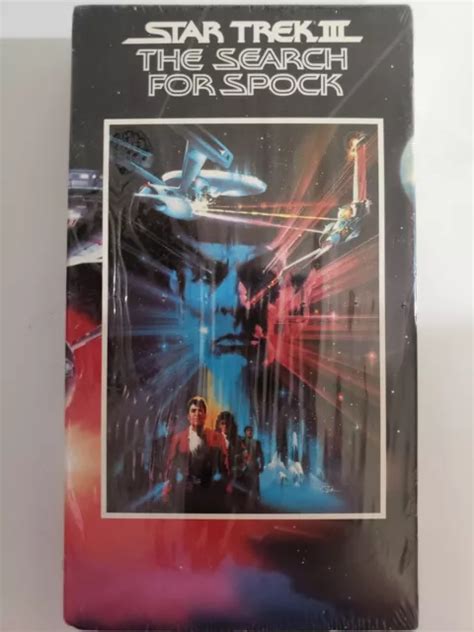 STAR TREK III
THE SEARCH
FOR SPOCK